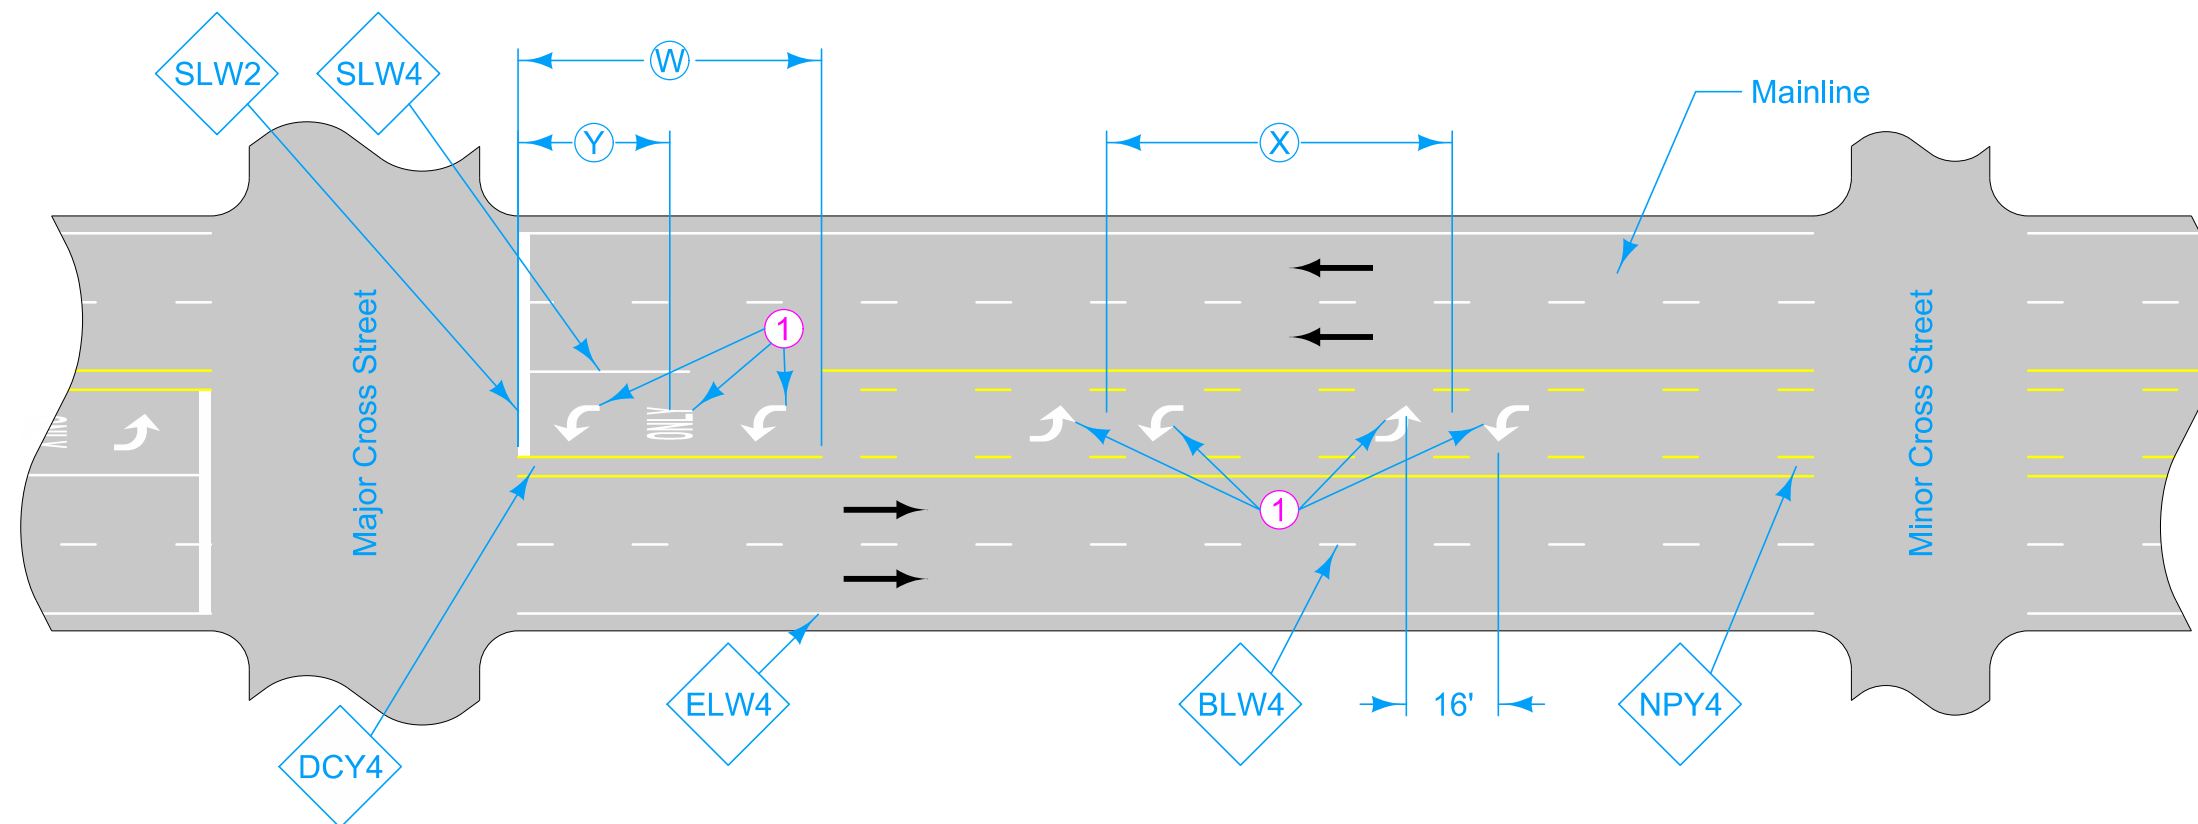 SLW2
SLW4
W
Y
X
Mainline
1
ONLY
Major Cross Street
Minor Cross Street
1
ELW4
BLW4
16'
NPY4
DCY4